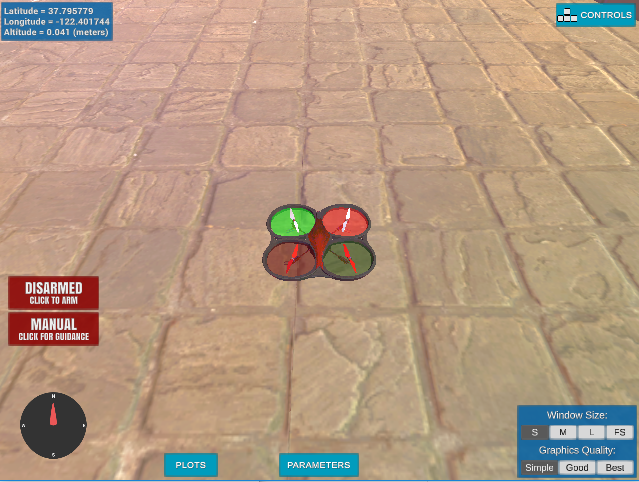 Latitude = 37.795779
Longitude = -122.401744
Altitude = 0.041 (meters)
CONTROLS
DISARMED
CLICK TO ARM
MANUAL
CLICK FOR GUIDANCE
N
E
S
PLOTS
PARAMETERS
Window Size:
S M L FS
Graphics Quality:
Simple Good Best